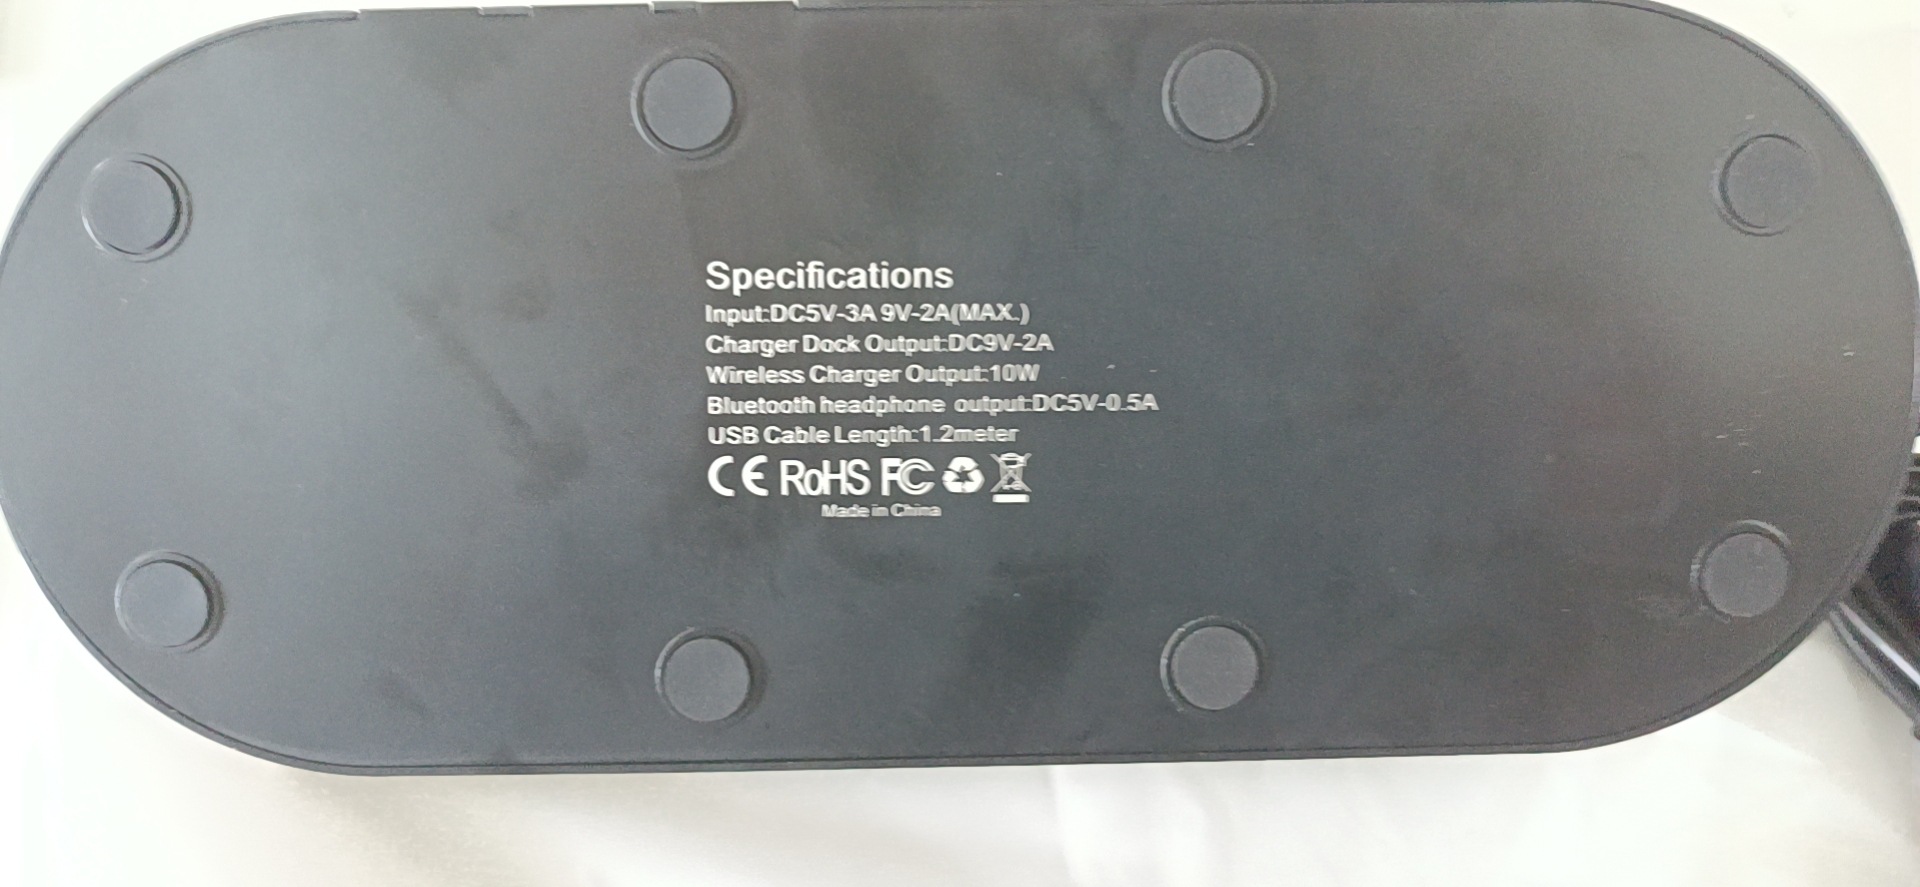 Specifications
Input:DC5V-3A 9V-2A(MAX.)
Charger Dock Output:DC9V-2A
Wireless Charger Output:10W
Bluetooth headphone output:DC5V-0.5A
USB Cable Length:1.2meter
CE RoHS FC
Made in China